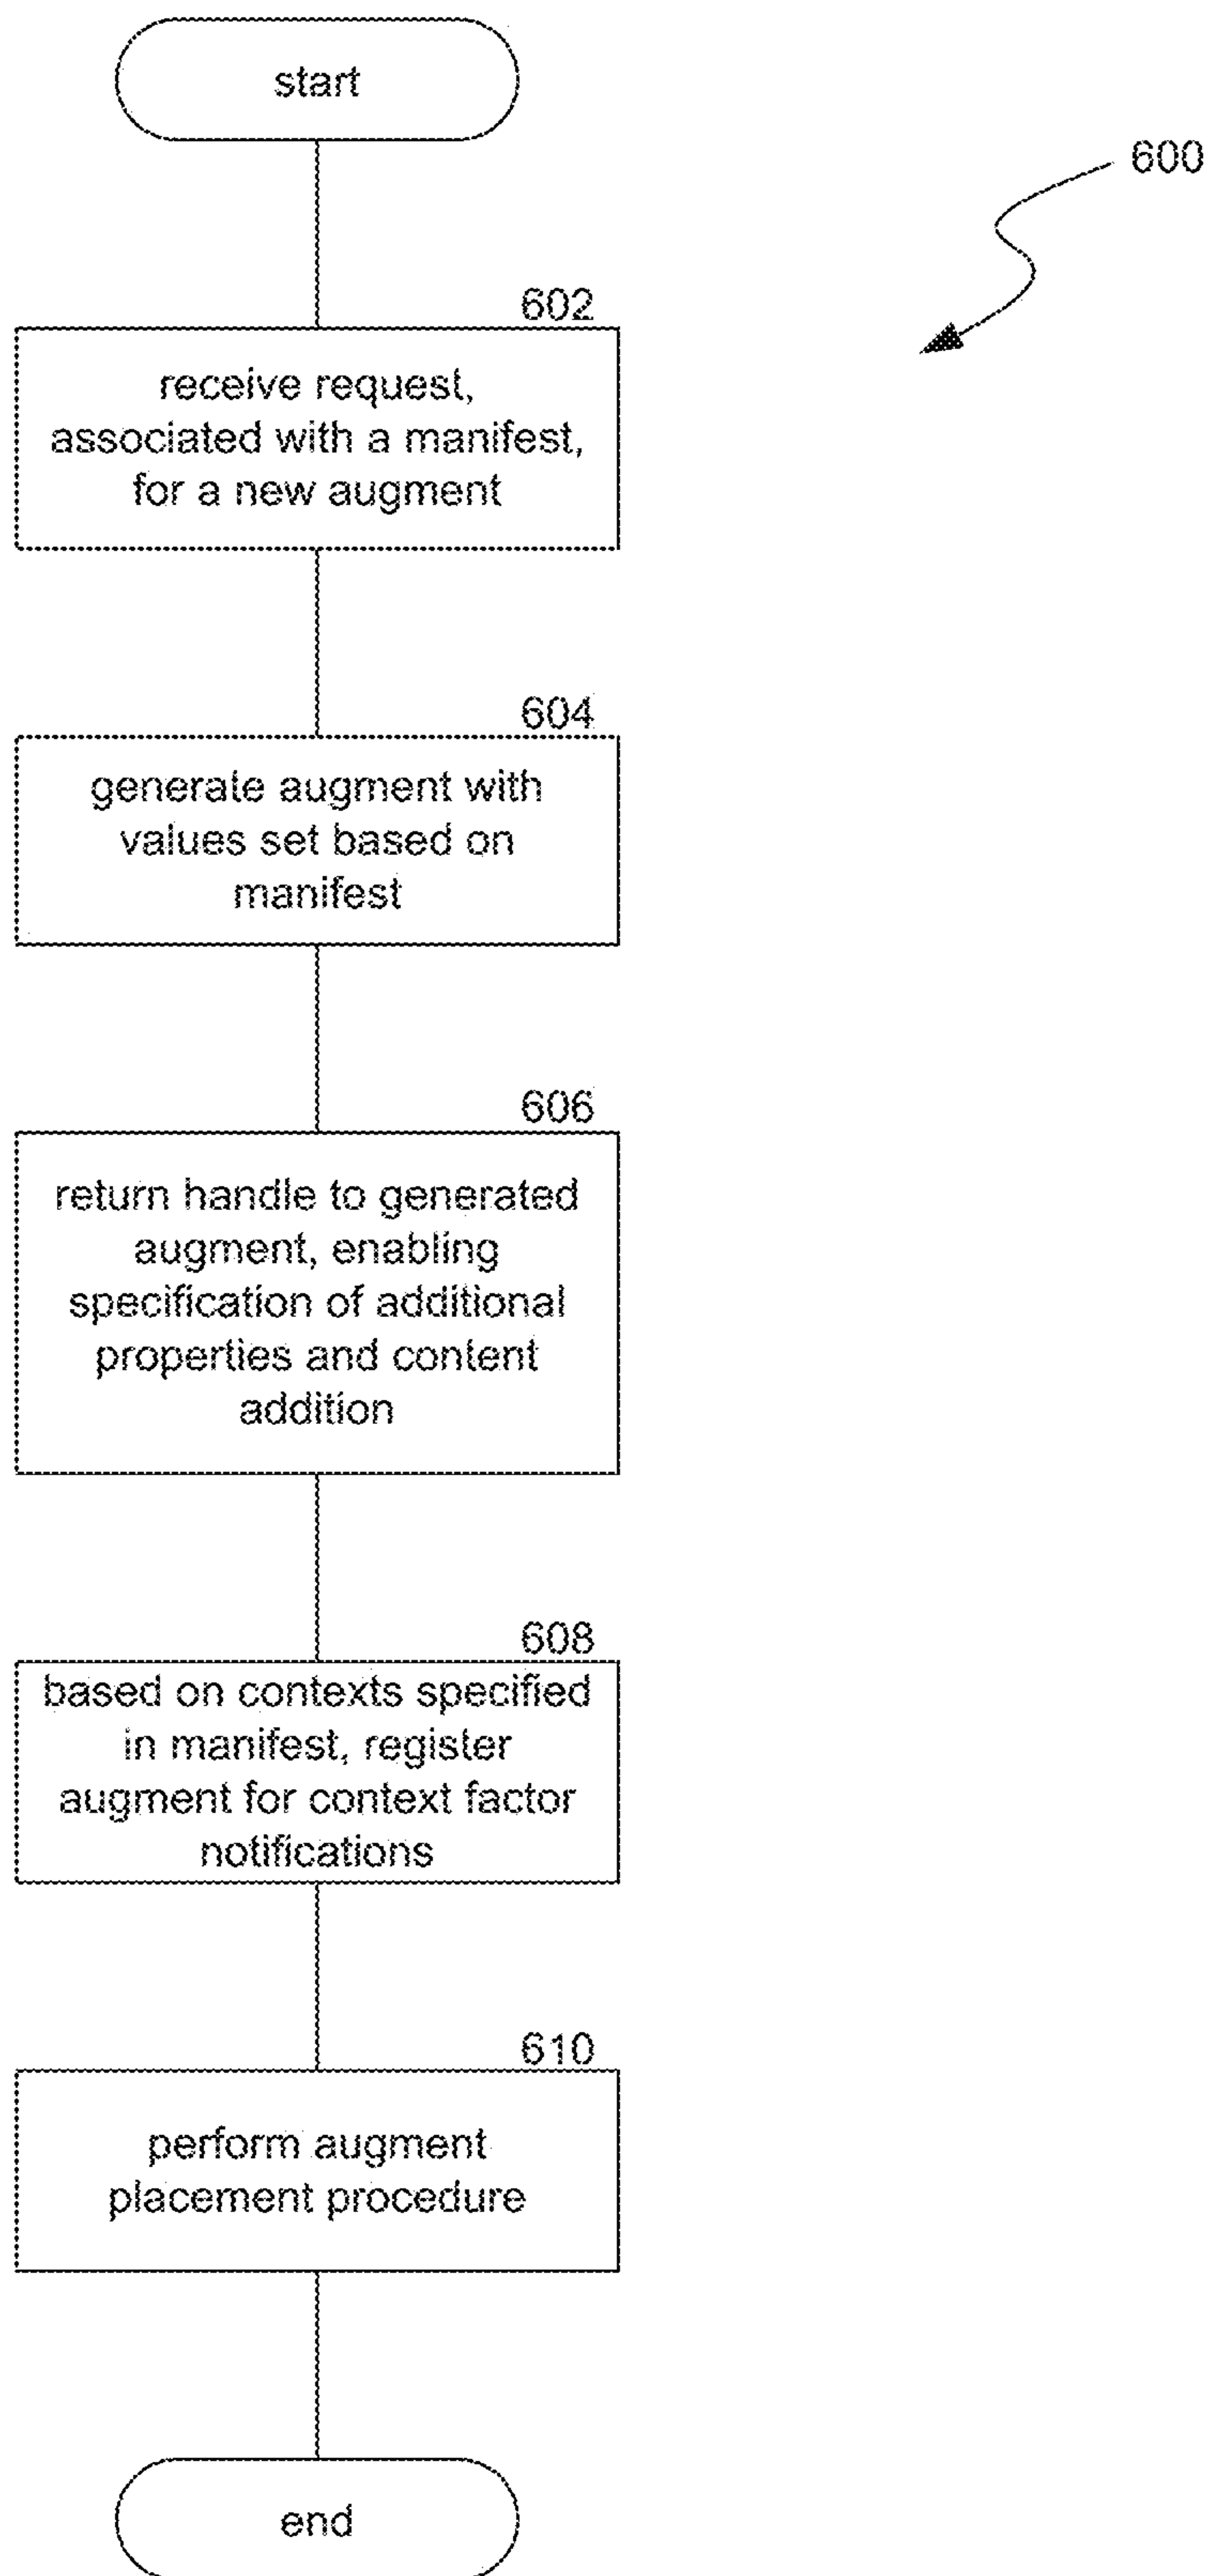 start
600
602
receive request,
associated with a manifest,
for a new augment
604
generate augment with
values set based on
manifest
606
return handle to generated
augment, enabling
specification of additional
properties and content
addition
608
based on contexts specified
in manifest, register
augment for context factor
notifications
610
perform augment
placement procedure
end